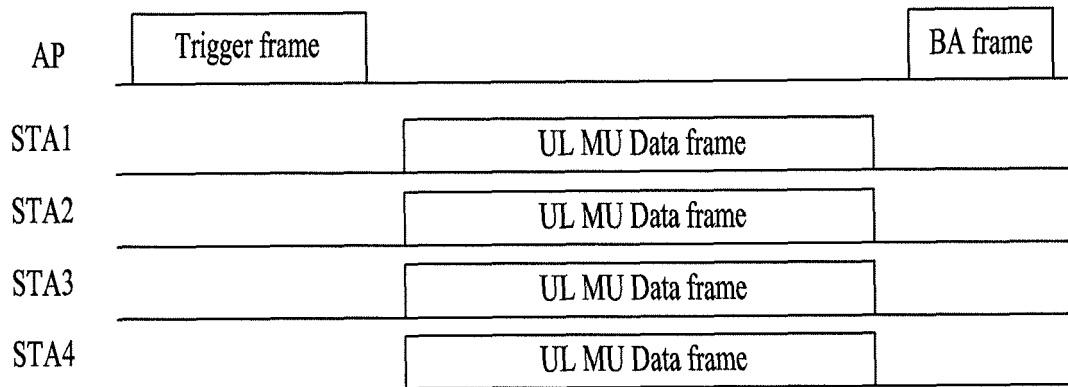 AP
Trigger frame
BA frame
STA1
UL MU Data frame
STA2
UL MU Data frame
STA3
UL MU Data frame
STA4
UL MU Data frame